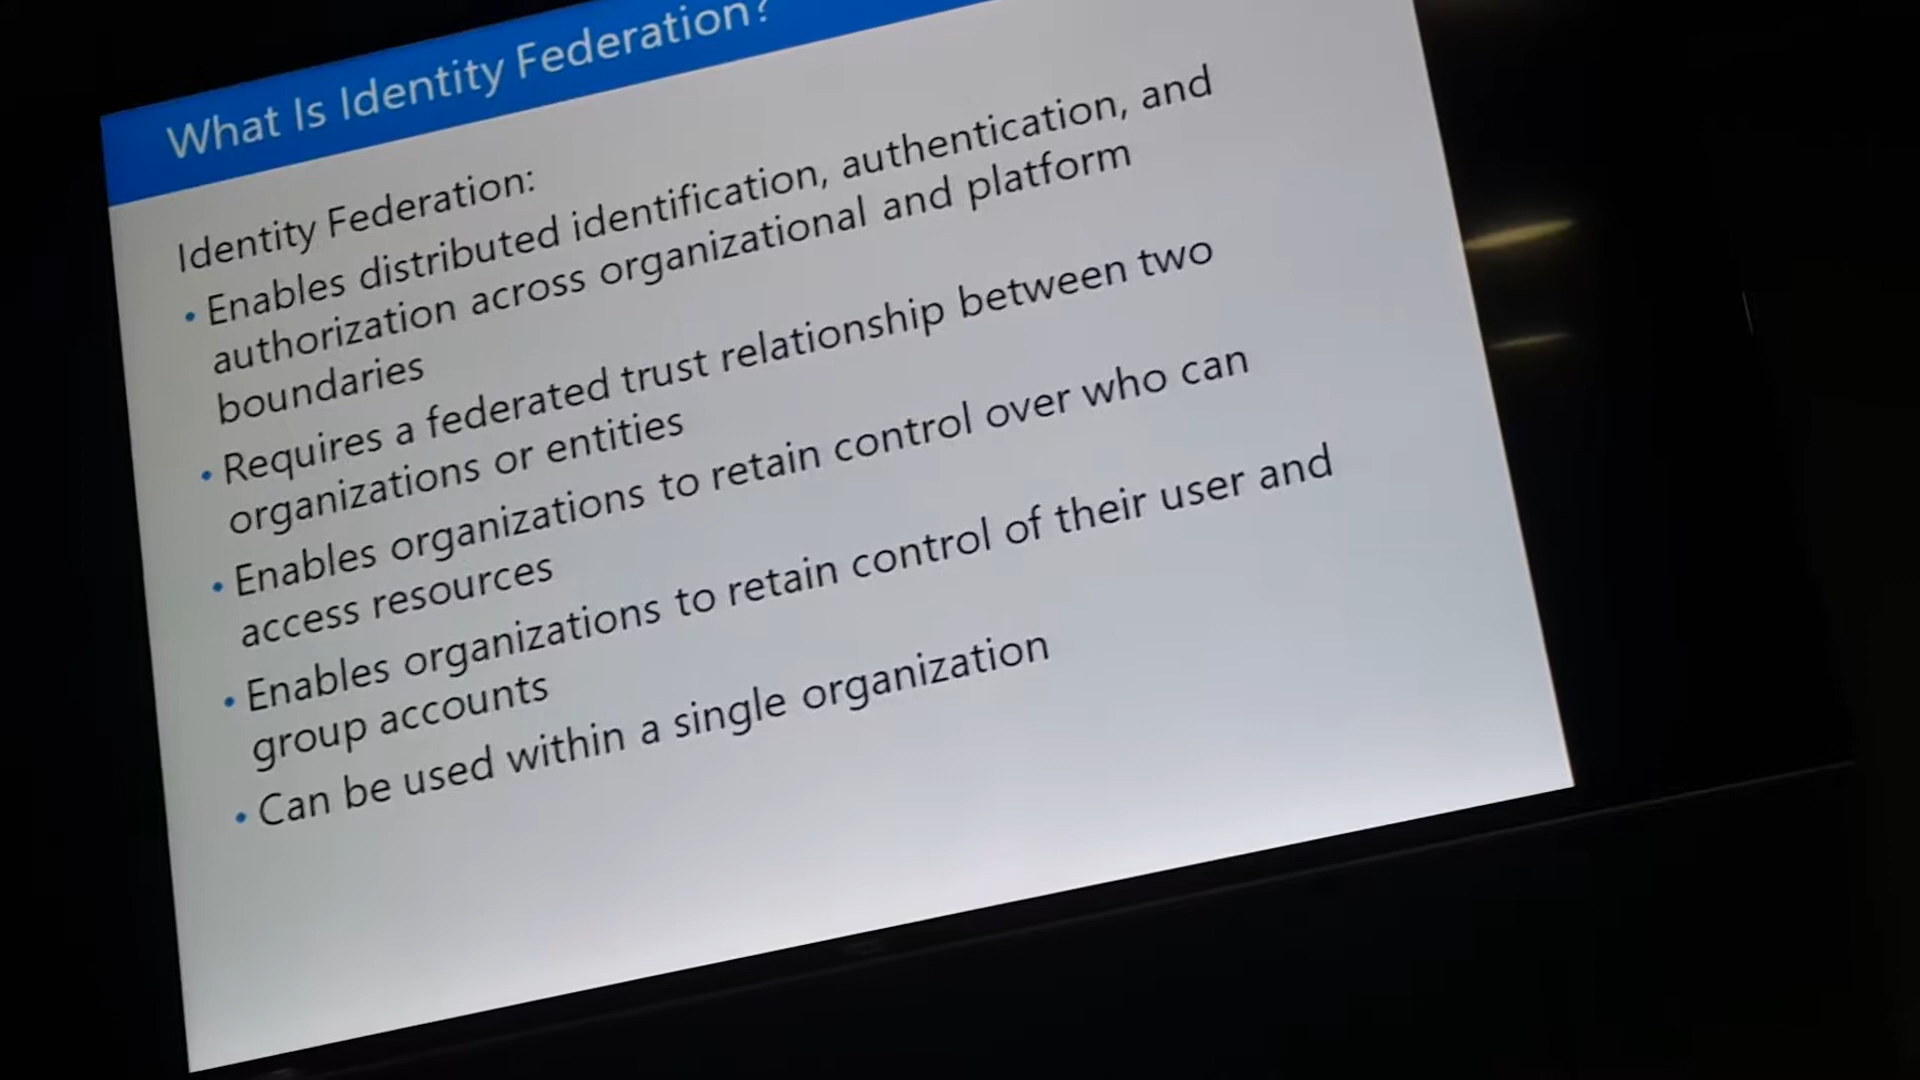 What Is Identity Federation?
Identity Federation:
• Enables distributed identification, authentication, and
authorization across organizational and platform
boundaries
• Requires a federated trust relationship between two
organizations or entities
• Enables organizations to retain control over who can
access resources
• Enables organizations to retain control of their user and
group accounts
• Can be used within a single organization